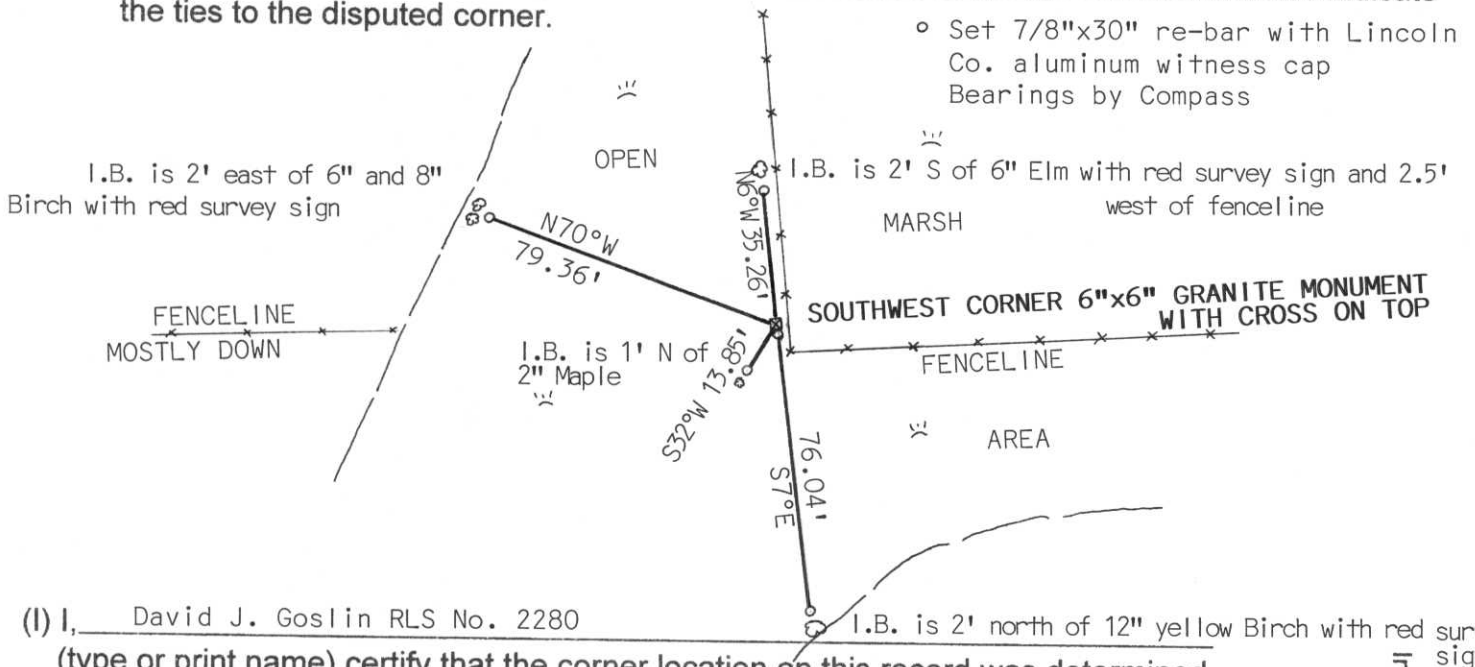 the ties to the disputed corner.
° Set 7/8"x30" re-bar with Lincoln
Co. aluminum witness cap
Bearings by Compass
I.B. is 2' east of 6" and 8"
Birch with red survey sign
OPEN
I.B. is 2' S of 6" Elm with red survey sign and 2.5'
west of fenceline
MARSH
N6°W 35.26'
N70°W
79.36'
SOUTHWEST CORNER 6"x6" GRANITE MONUMENT
WITH CROSS ON TOP
FENCELINE
MOSTLY DOWN
I.B. is 1' N of
2" Maple
S32°W 13.85'
FENCELINE
AREA
76.04'
S7°E
(I) I, David J. Goslin RLS No. 2280
I.B. is 2' north of 12" yellow Birch with red sur
sig
(type or print name) certify that the corner location on this record was determined